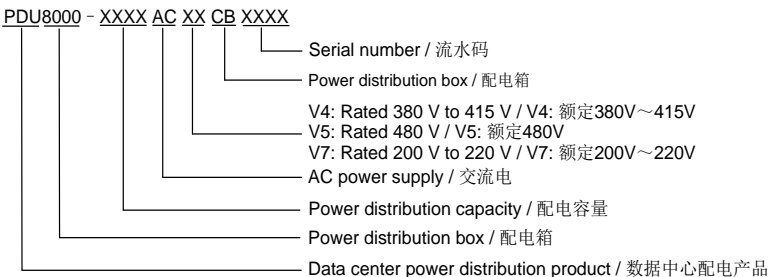 PDU8000 - XXXX AC XX CB XXXX
Serial number / 流水码
Power distribution box / 配电箱
V4: Rated 380 V to 415 V / V4: 额定380V～415V
V5: Rated 480 V / V5: 额定480V
V7: Rated 200 V to 220 V / V7: 额定200V～220V
AC power supply / 交流电
Power distribution capacity / 配电容量
Power distribution box / 配电箱
Data center power distribution product / 数据中心配电产品